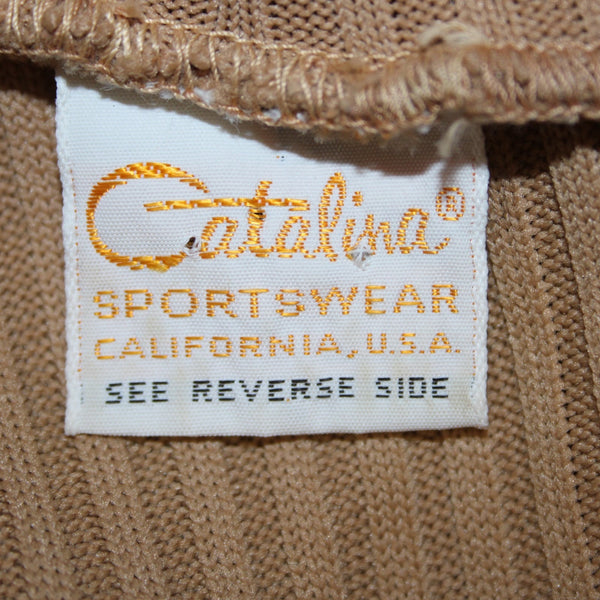 Catalina®
SPORTSWEAR
CALIFORNIA, U.S.A.
SEE REVERSE SIDE